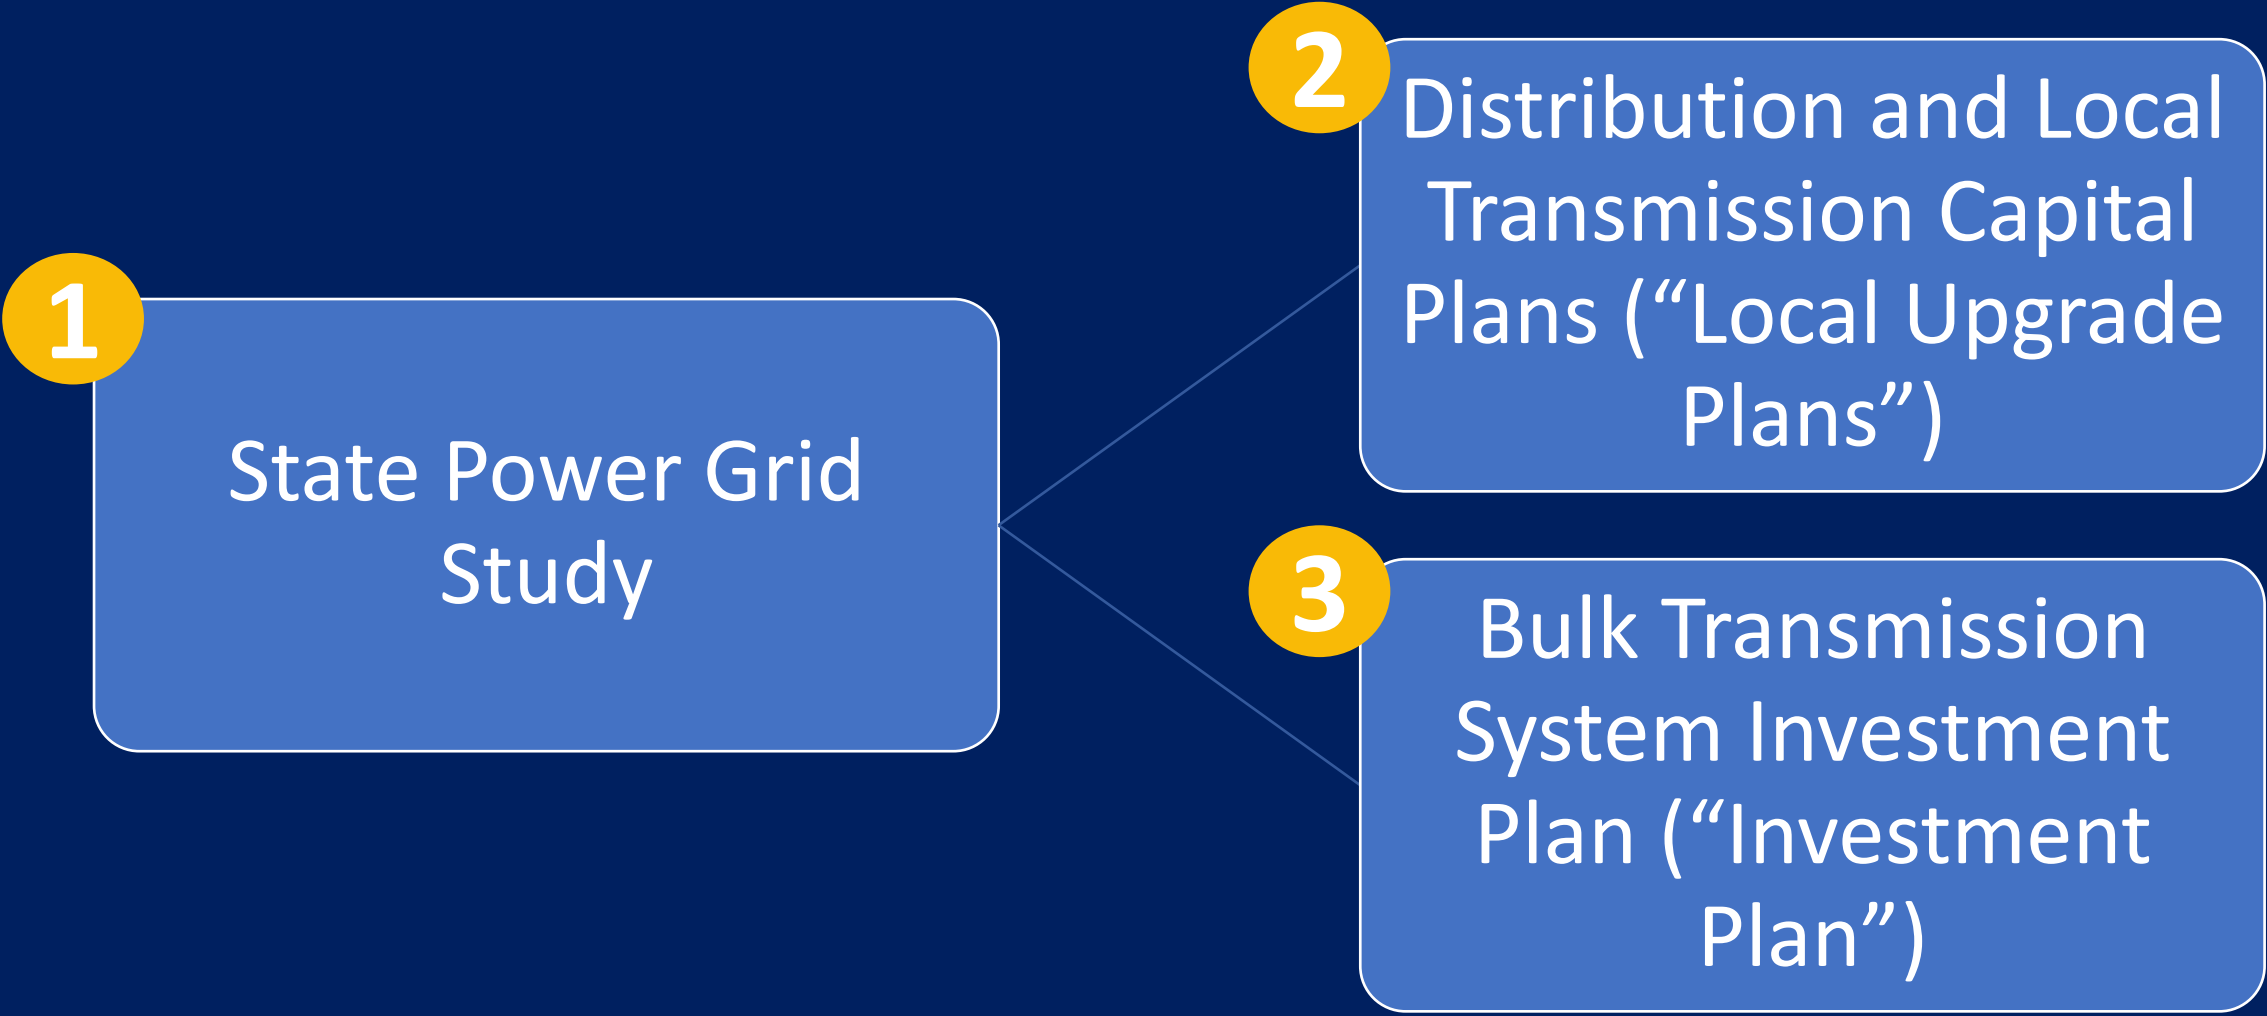 1
State Power Grid
Study
2
Distribution and Local
Transmission Capital
Plans (“Local Upgrade
Plans”)
3
Bulk Transmission
System Investment
Plan (“Investment
Plan”)